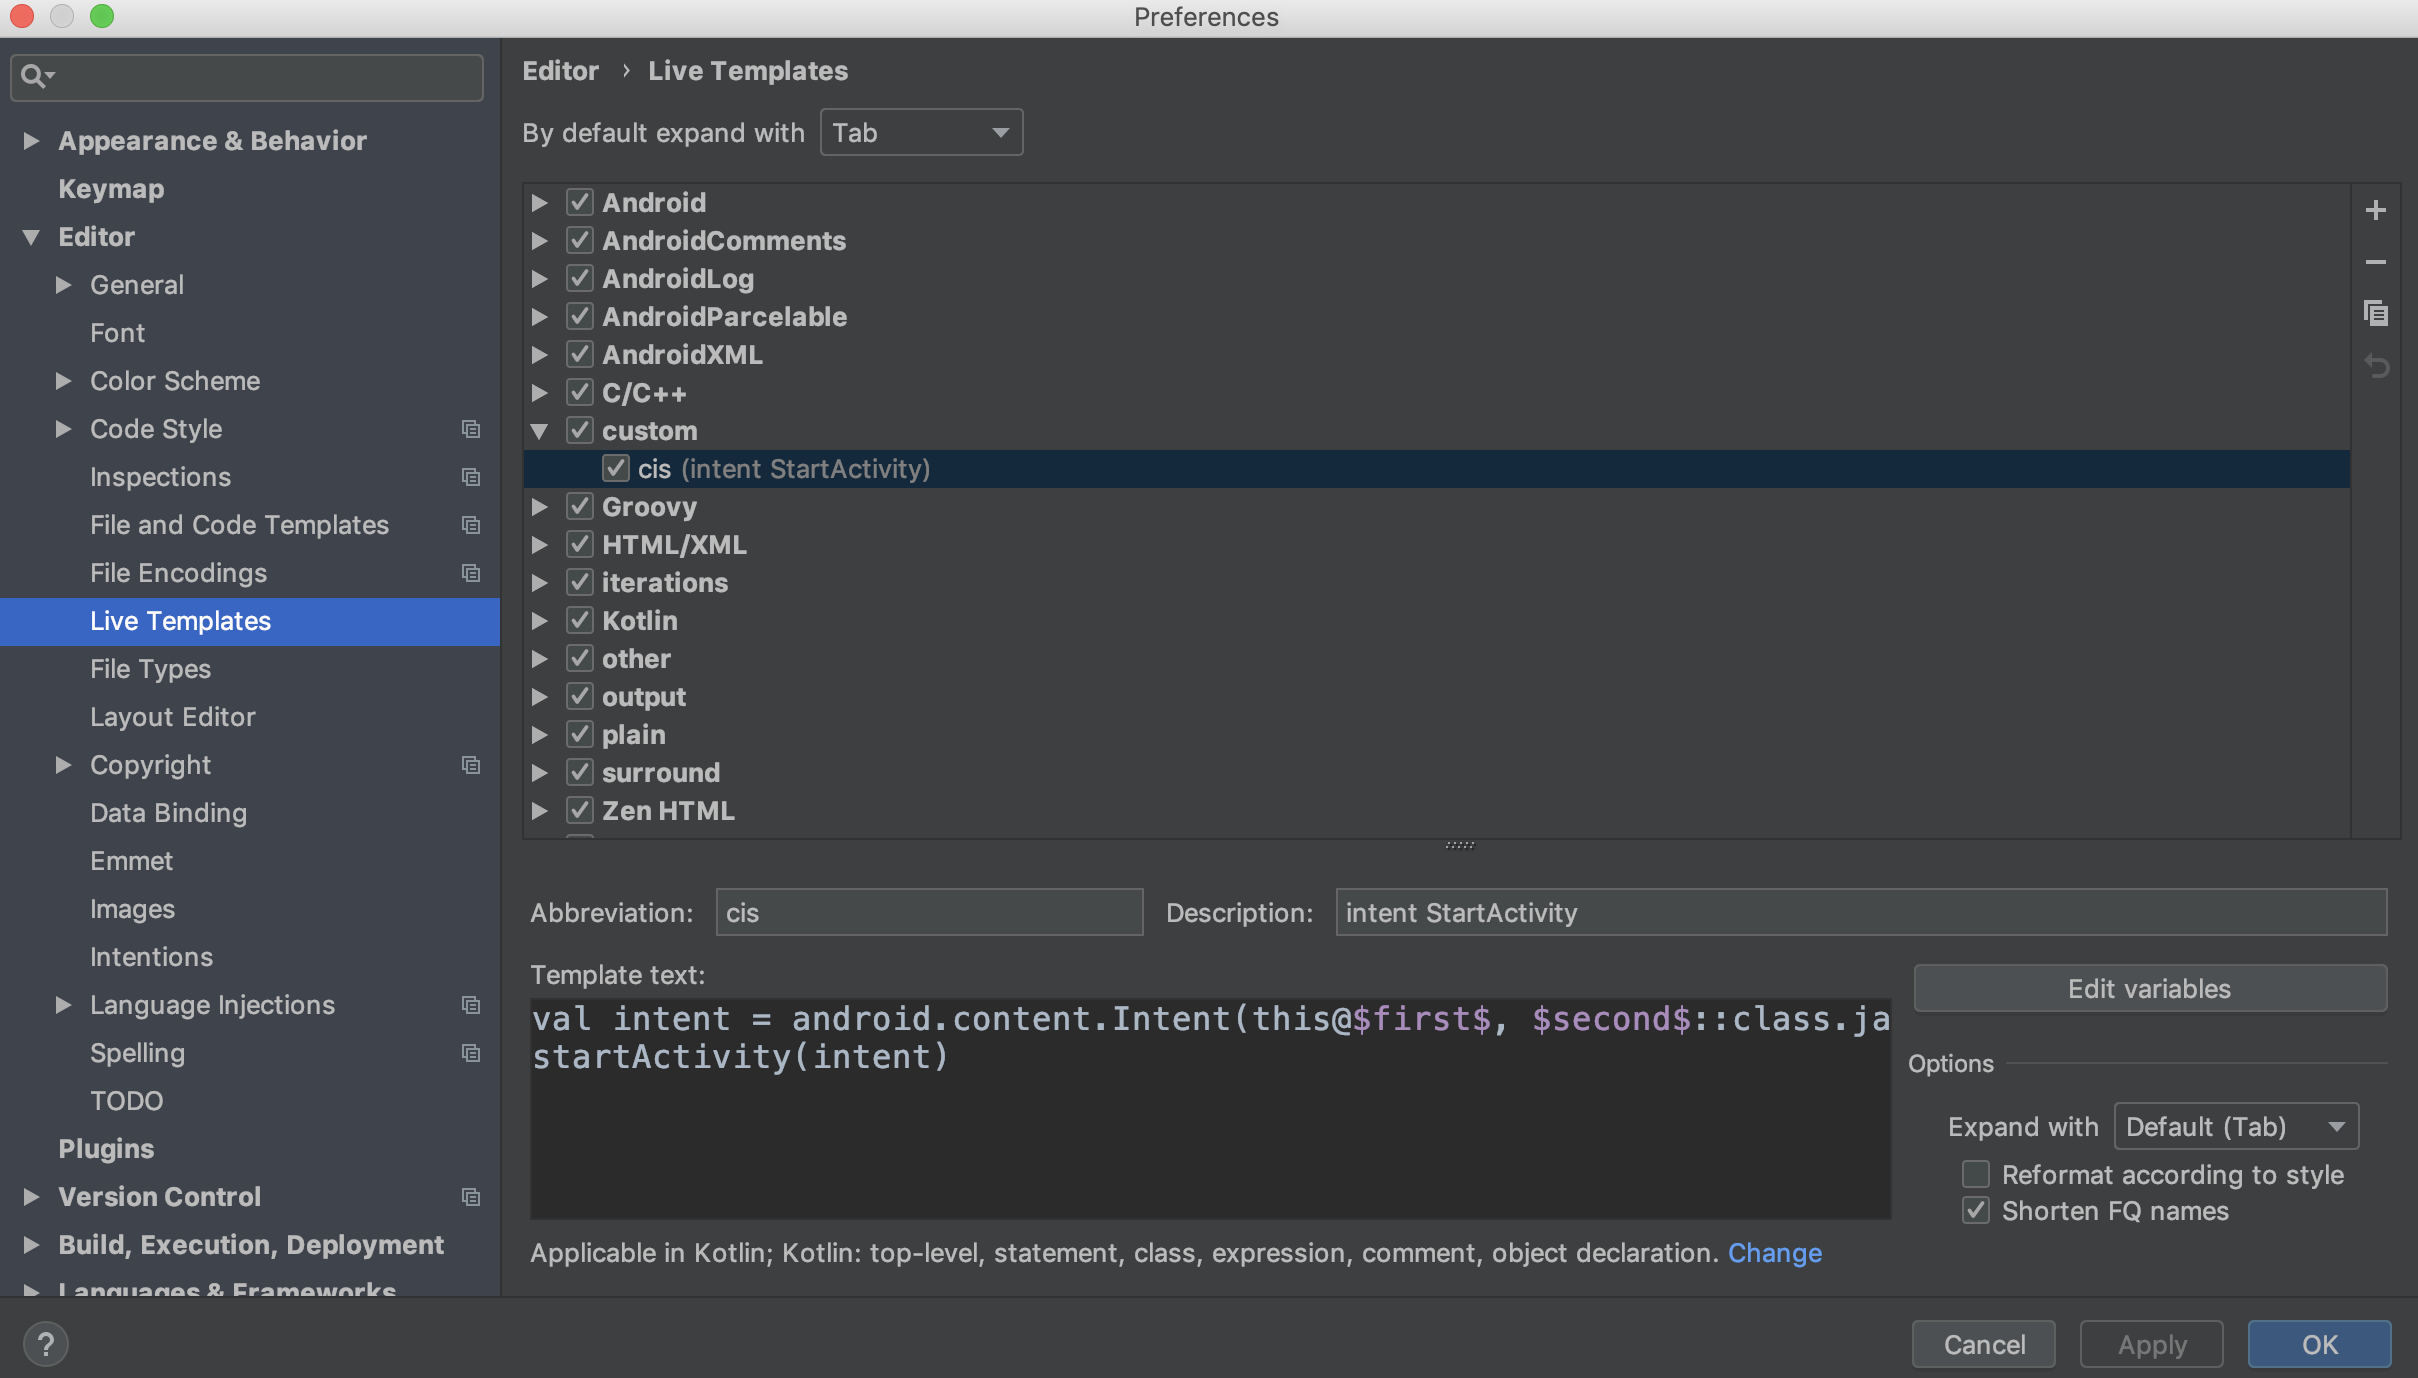 Preferences
Appearance & Behavior
Keymap
Editor
General
Font
Color Scheme
Code Style
Inspections
File and Code Templates
File Encodings
Live Templates
File Types
Layout Editor
Copyright
Data Binding
Emmet
Images
Intentions
Language Injections
Spelling
TODO
Plugins
Version Control
Build, Execution, Deployment
Languages & Frameworks
Editor › Live Templates
By default expand with Tab
Android
AndroidComments
AndroidLog
AndroidParcelable
AndroidXML
C/C++
custom
cis (intent StartActivity)
Groovy
HTML/XML
iterations
Kotlin
other
output
plain
surround
Zen HTML
Abbreviation: cis Description: intent StartActivity
Template text:
val intent = android.content.Intent(this@$first$, $second$::class.ja
startActivity(intent)
Edit variables
Options
Expand with Default (Tab)
Reformat according to style
Shorten FQ names
Applicable in Kotlin; Kotlin: top-level, statement, class, expression, comment, object declaration. Change
? Cancel Apply OK